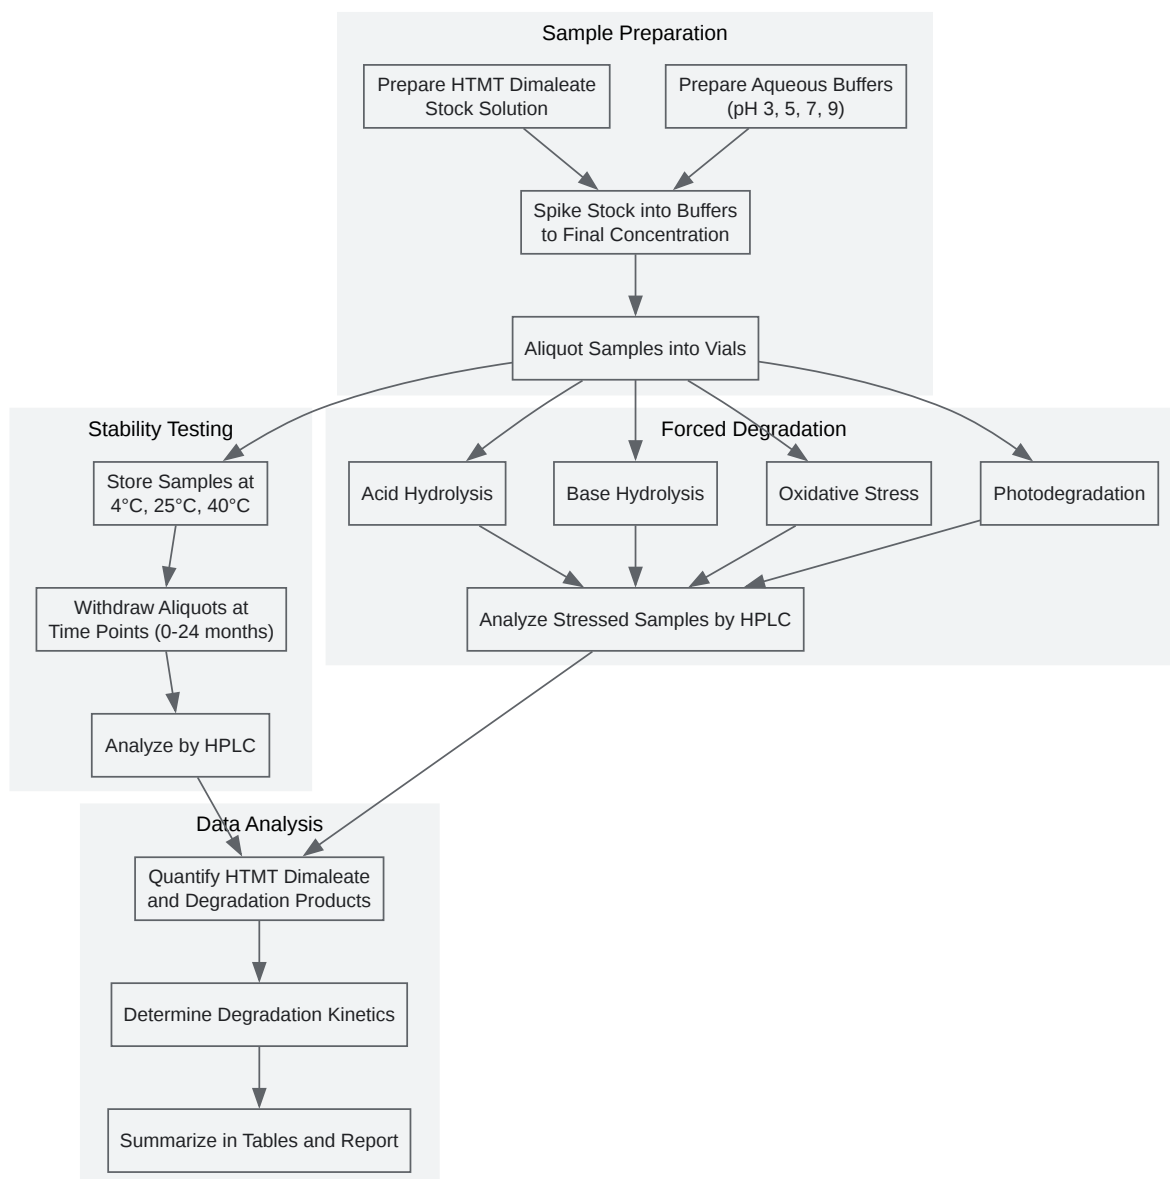 Sample Preparation
Prepare HTMT Dimaleate
Stock Solution
Prepare Aqueous Buffers
(pH 3, 5, 7, 9)
Spike Stock into Buffers
to Final Concentration
Aliquot Samples into Vials
Stability Testing
Store Samples at
4°C, 25°C, 40°C
Withdraw Aliquots at
Time Points (0-24 months)
Analyze by HPLC
Forced Degradation
Acid Hydrolysis
Base Hydrolysis
Oxidative Stress
Photodegradation
Analyze Stressed Samples by HPLC
Data Analysis
Quantify HTMT Dimaleate
and Degradation Products
Determine Degradation Kinetics
Summarize in Tables and Report